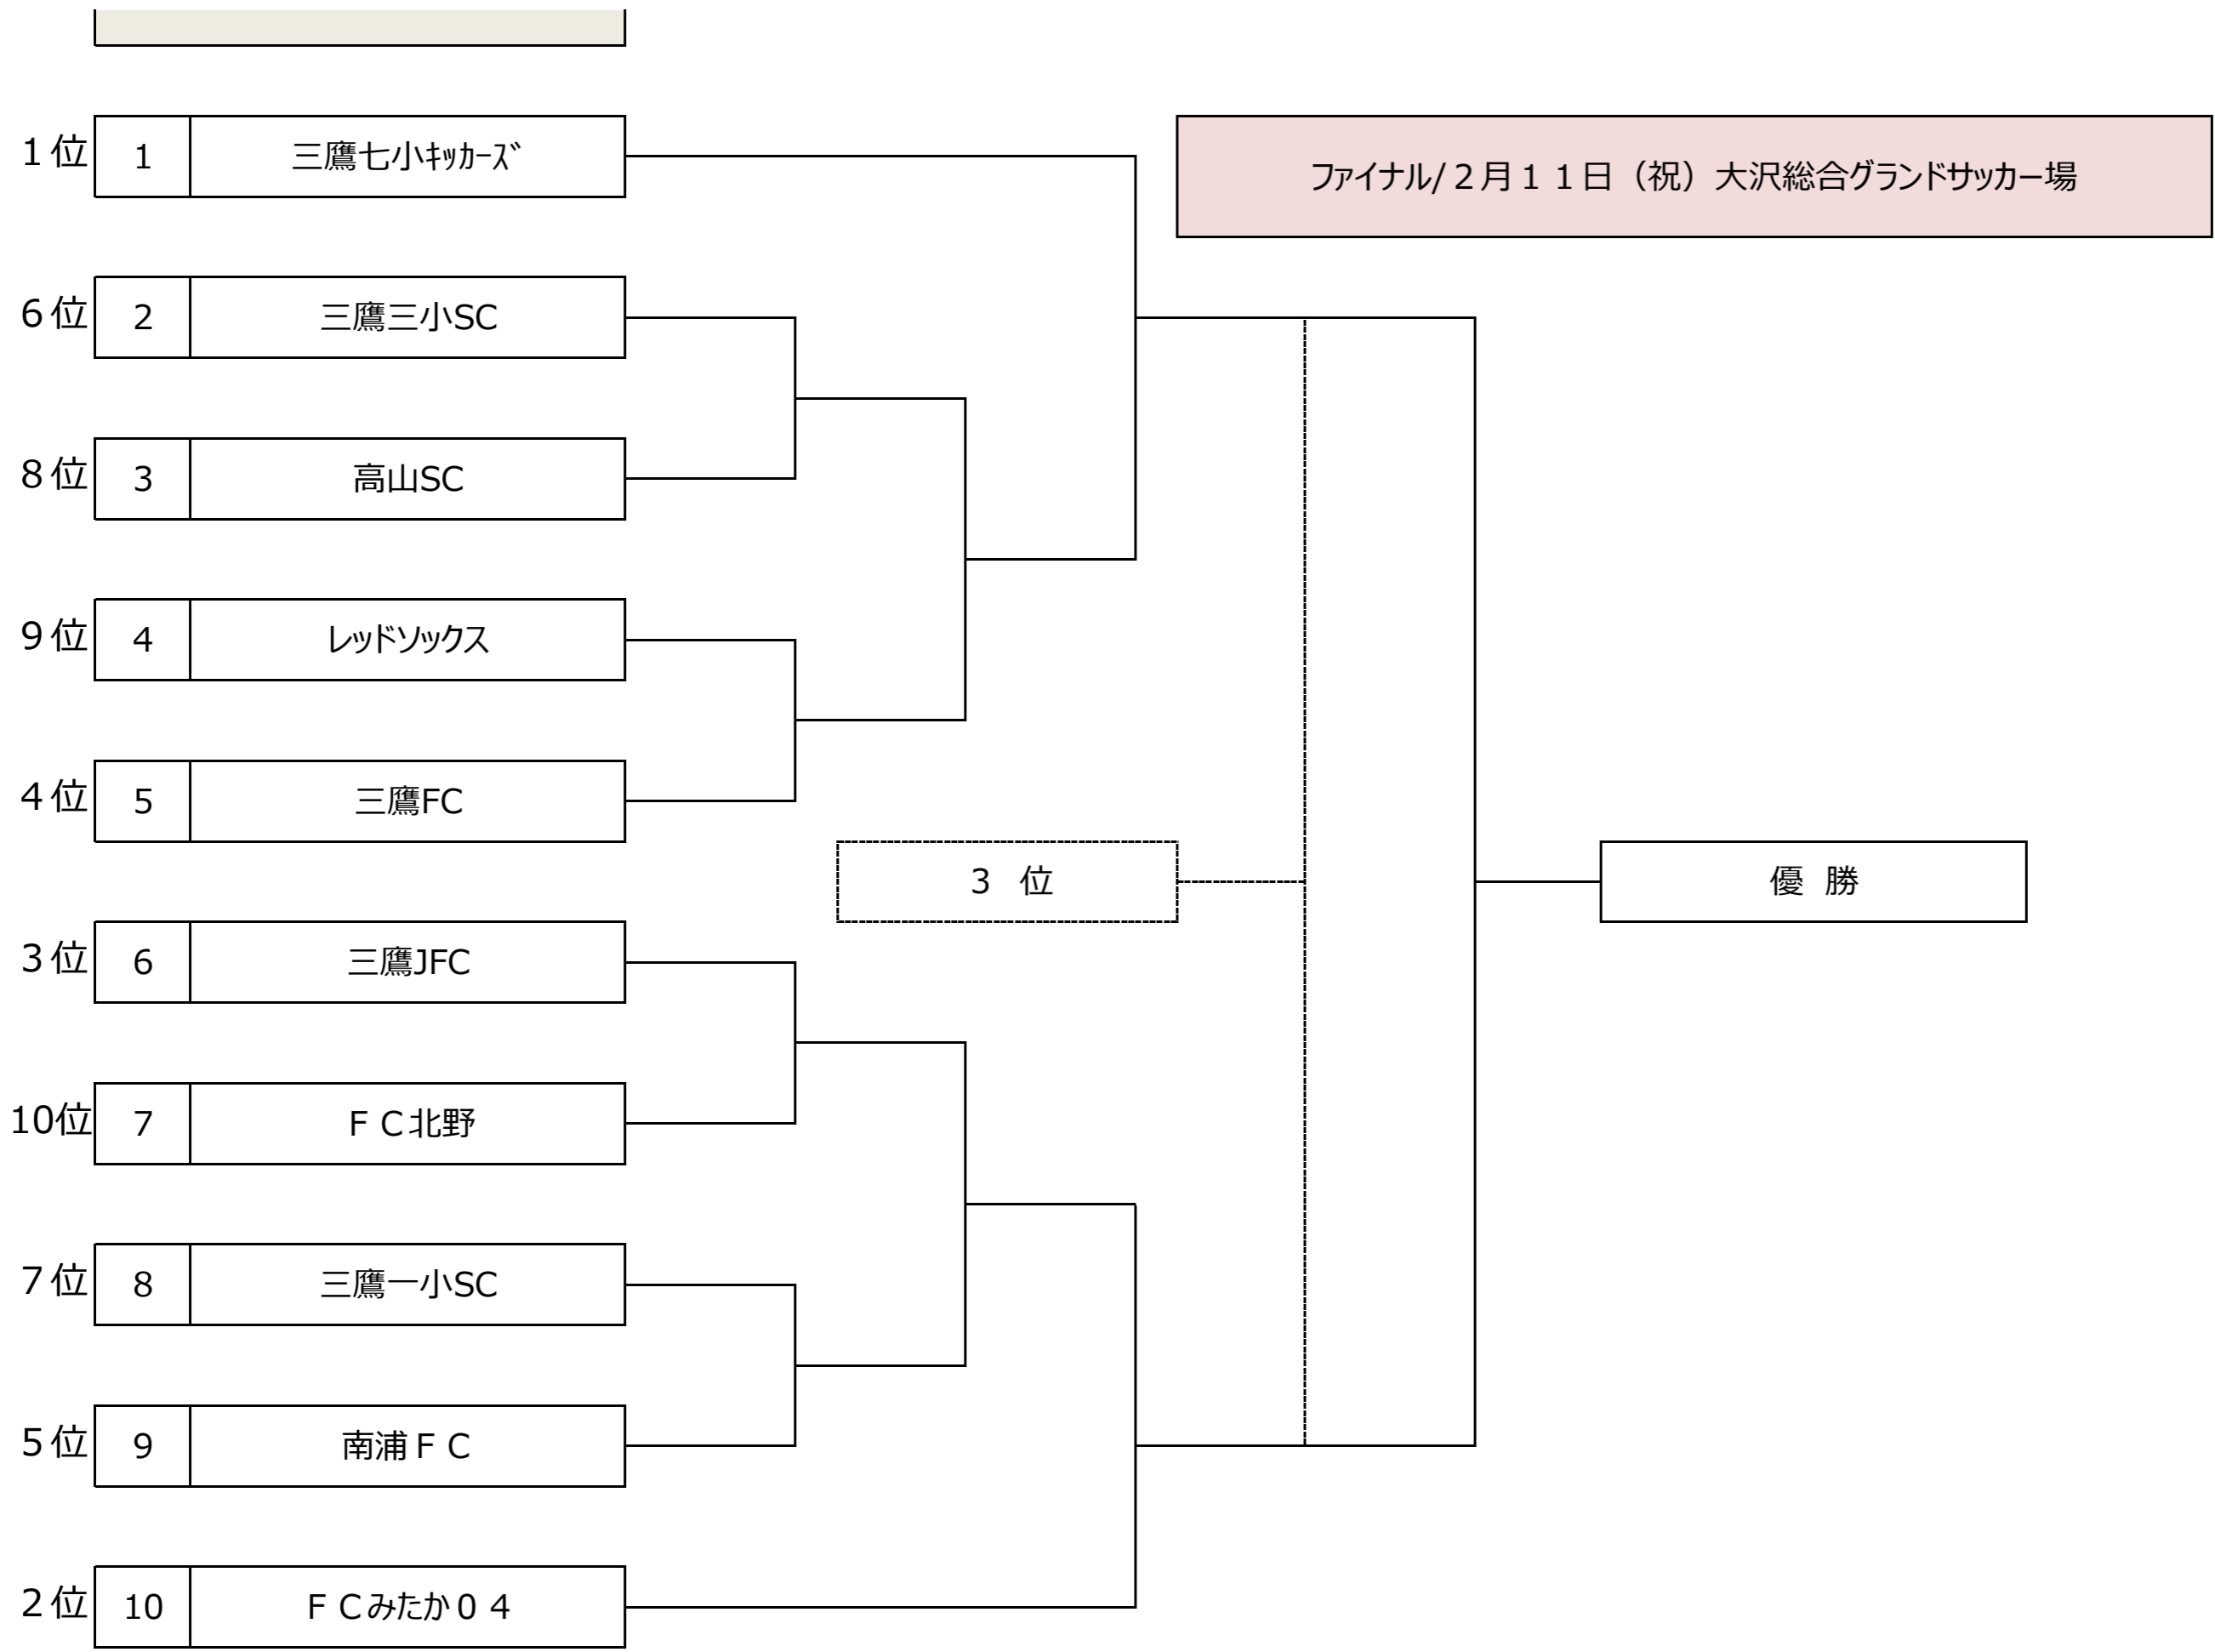 1位 1 三鷹七小ｷｯｶｰｽﾞ
ファイナル/２月１１日（祝）大沢総合グランドサッカー場
6位 2 三鷹三小SC
8位 3 高山SC
9位 4 レッドソックス
4位 5 三鷹FC
3 位
優 勝
3位 6 三鷹JFC
10位 7 ＦＣ北野
7位 8 三鷹一小SC
5位 9 南浦ＦＣ
2位 10 ＦＣみたか０４